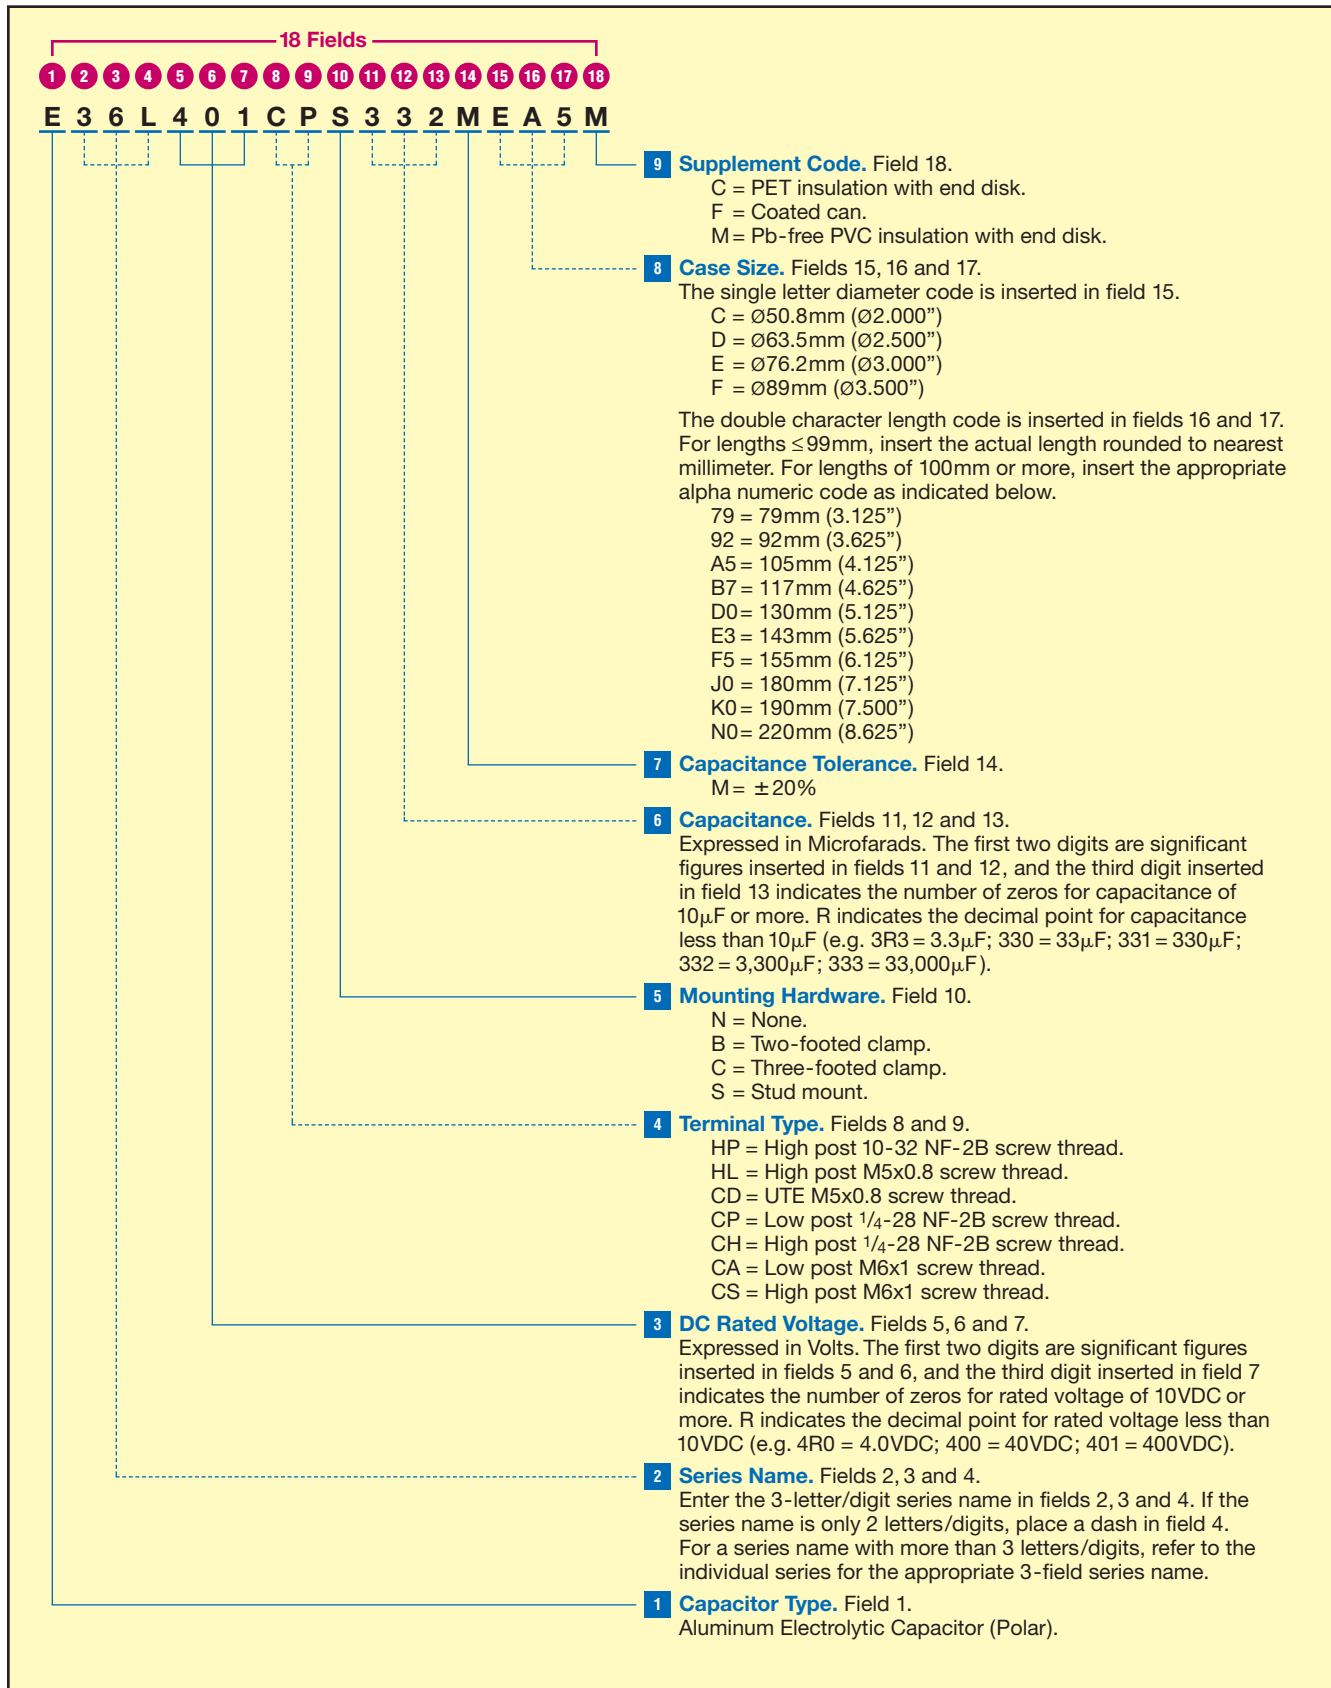 18 Fields
1 2 3 4 5 6 7 8 9 10 11 12 13 14 15 16 17 18
E 3 6 L 4 0 1 C P S 3 3 2 M E A 5 M
9 Supplement Code. Field 18.
C = PET insulation with end disk.
F = Coated can.
M = Pb-free PVC insulation with end disk.
8 Case Size. Fields 15, 16 and 17.
The single letter diameter code is inserted in field 15.
C = Ø50.8mm (Ø2.000”)
D = Ø63.5mm (Ø2.500”)
E = Ø76.2mm (Ø3.000”)
F = Ø89mm (Ø3.500”)
The double character length code is inserted in fields 16 and 17.
For lengths ≤99mm, insert the actual length rounded to nearest
millimeter. For lengths of 100mm or more, insert the appropriate
alpha numeric code as indicated below.
79 = 79mm (3.125”)
92 = 92mm (3.625”)
A5 = 105mm (4.125”)
B7 = 117mm (4.625”)
D0 = 130mm (5.125”)
E3 = 143mm (5.625”)
F5 = 155mm (6.125”)
J0 = 180mm (7.125”)
K0 = 190mm (7.500”)
N0 = 220mm (8.625”)
7 Capacitance Tolerance. Field 14.
M = ±20%
6 Capacitance. Fields 11, 12 and 13.
Expressed in Microfarads. The first two digits are significant
figures inserted in fields 11 and 12, and the third digit inserted
in field 13 indicates the number of zeros for capacitance of
10μF or more. R indicates the decimal point for capacitance
less than 10μF (e.g. 3R3 = 3.3μF; 330 = 33μF; 331 = 330μF;
332 = 3,300μF; 333 = 33,000μF).
5 Mounting Hardware. Field 10.
N = None.
B = Two-footed clamp.
C = Three-footed clamp.
S = Stud mount.
4 Terminal Type. Fields 8 and 9.
HP = High post 10-32 NF-2B screw thread.
HL = High post M5x0.8 screw thread.
CD = UTE M5x0.8 screw thread.
CP = Low post 1/4-28 NF-2B screw thread.
CH = High post 1/4-28 NF-2B screw thread.
CA = Low post M6x1 screw thread.
CS = High post M6x1 screw thread.
3 DC Rated Voltage. Fields 5, 6 and 7.
Expressed in Volts. The first two digits are significant figures
inserted in fields 5 and 6, and the third digit inserted in field 7
indicates the number of zeros for rated voltage of 10VDC or
more. R indicates the decimal point for rated voltage less than
10VDC (e.g. 4R0 = 4.0VDC; 400 = 40VDC; 401 = 400VDC).
2 Series Name. Fields 2, 3 and 4.
Enter the 3-letter/digit series name in fields 2, 3 and 4. If the
series name is only 2 letters/digits, place a dash in field 4.
For a series name with more than 3 letters/digits, refer to the
individual series for the appropriate 3-field series name.
1 Capacitor Type. Field 1.
Aluminum Electrolytic Capacitor (Polar).